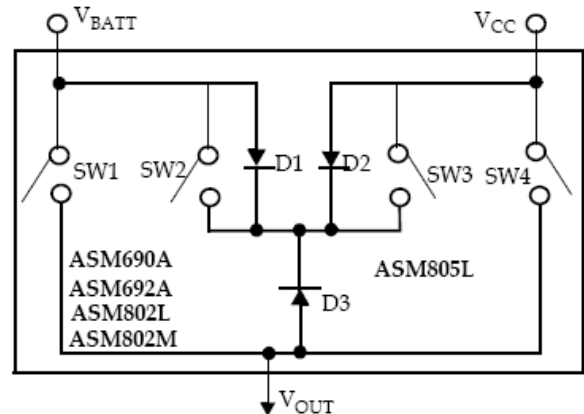 VBATT
VCC
SW1
SW2
D1
D2
SW3
SW4
ASM690A
ASM692A
ASM802L
ASM802M
ASM805L
D3
VOUT